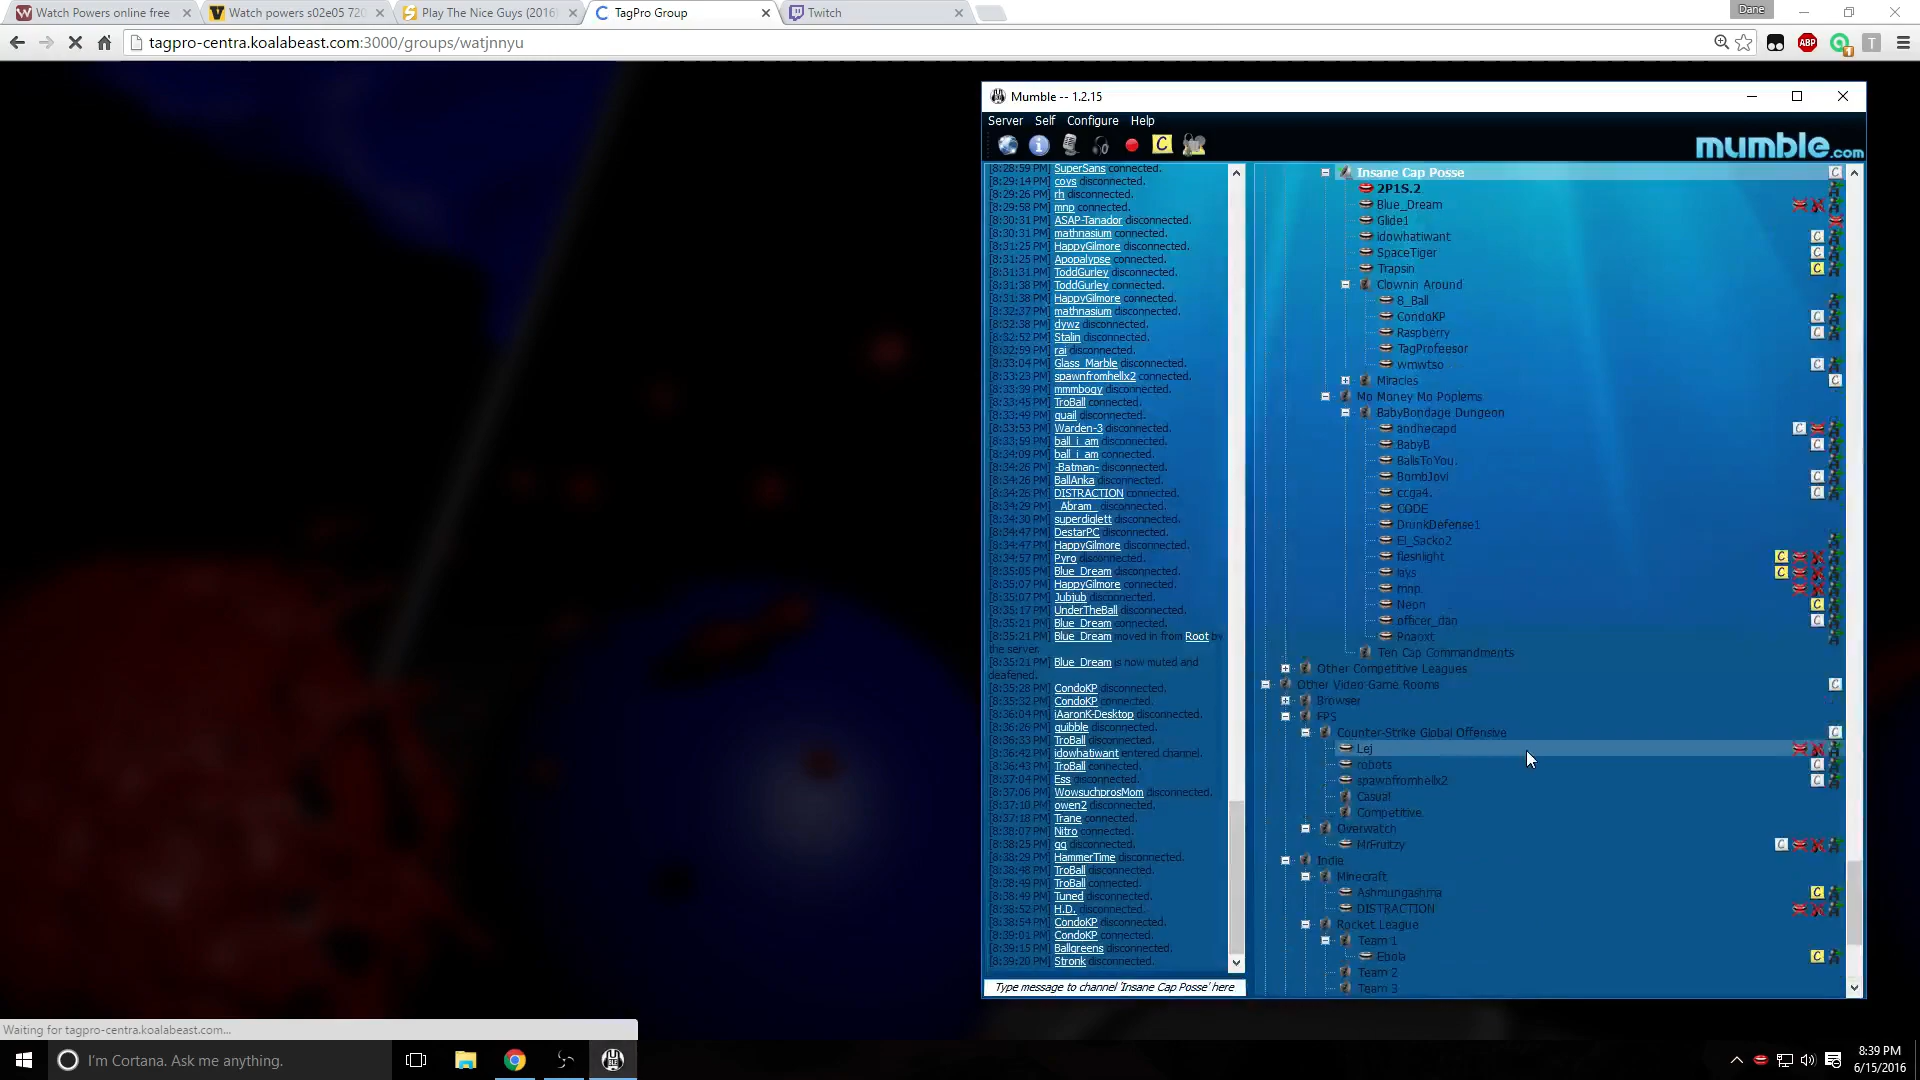 Watch Powers online free
Watch powers s02e05 720
Play The Nice Guys (2016)
TagPro Group
Twitch
Dane
tagpro-centra.koalabeast.com:3000/groups/watjnnyu
ABP
Mumble -- 1.2.15
Server Self Configure Help
mumble.com
[8:28:59 PM] SuperSans connected.
[8:29:14 PM] coys disconnected.
[8:29:26 PM] rh disconnected.
[8:29:58 PM] mnp connected.
[8:30:31 PM] ASAP-Tanador disconnected.
[8:30:31 PM] mathnasium connected.
[8:31:25 PM] HappyGilmore disconnected.
[8:31:25 PM] Apopalypse connected.
[8:31:31 PM] ToddGurley disconnected.
[8:31:38 PM] ToddGurley connected.
[8:31:38 PM] HappyGilmore connected.
[8:32:37 PM] mathnasium disconnected.
[8:32:38 PM] dywz disconnected.
[8:32:52 PM] Stalin disconnected.
[8:32:59 PM] rai disconnected.
[8:33:04 PM] Glass_Marble disconnected.
[8:33:23 PM] spawnfromhellx2 connected.
[8:33:39 PM] mmmbogy disconnected.
[8:33:45 PM] TroBall connected.
[8:33:49 PM] quail disconnected.
[8:33:53 PM] Warden-3 disconnected.
[8:33:59 PM] ball_i_am disconnected.
[8:34:09 PM] ball_i_am connected.
[8:34:26 PM] -Batman- disconnected.
[8:34:26 PM] BallAnka disconnected.
[8:34:26 PM] DISTRACTION connected.
[8:34:29 PM] _Abram_ disconnected.
[8:34:30 PM] superdiglett disconnected.
[8:34:47 PM] DestarPC disconnected.
[8:34:47 PM] HappyGilmore disconnected.
[8:34:57 PM] Pyro disconnected.
[8:35:05 PM] Blue_Dream disconnected.
[8:35:07 PM] HappyGilmore connected.
[8:35:07 PM] Jubjub disconnected.
[8:35:17 PM] UnderTheBall disconnected.
[8:35:21 PM] Blue_Dream connected.
[8:35:21 PM] Blue_Dream moved in from Root by
the server.
[8:35:21 PM] Blue_Dream is now muted and
deafened.
[8:35:28 PM] CondoKP disconnected.
[8:35:32 PM] CondoKP connected.
[8:36:04 PM] iAaronK-Desktop disconnected.
[8:36:26 PM] quibble disconnected.
[8:36:33 PM] TroBall disconnected.
[8:36:42 PM] idowhatiwant entered channel.
[8:36:43 PM] TroBall connected.
[8:37:04 PM] Ess disconnected.
[8:37:06 PM] WowsuchprosMom disconnected.
[8:37:10 PM] owen2 disconnected.
[8:37:18 PM] Trane connected.
[8:38:07 PM] Nitro connected.
[8:38:25 PM] gg disconnected.
[8:38:29 PM] HammerTime disconnected.
[8:38:48 PM] TroBall disconnected.
[8:38:49 PM] TroBall connected.
[8:38:49 PM] Tuned disconnected.
[8:38:52 PM] H.D. disconnected.
[8:38:54 PM] CondoKP disconnected.
[8:39:01 PM] CondoKP connected.
[8:39:15 PM] Ballgreens disconnected.
[8:39:20 PM] Stronk disconnected.
Type message to channel 'Insane Cap Posse' here
Insane Cap Posse
2P1S.2
Blue_Dream
Glide1
idowhatiwant
SpaceTiger
Trapsin
Clownin Around
8_Ball
CondoKP
Raspberry
TagProfeesor
wmwtso
Miracles
Mo Money Mo Poplems
BabyBondage Dungeon
andhecapd
BabyB
BallsToYou.
BombJovi
ccga4.
CODE
DrunkDefense1
El_Sacko2
fleshlight
lays
mnp.
Neon
officer_dan
Poaoxt
Ten Cap Commandments
Other Competitive Leagues
Other Video Game Rooms
Browser
FPS
Counter-Strike Global Offensive
Lej
robots
spawnfromhellx2
Casual
Competitive
Overwatch
MrFruitzy
Indie
Minecraft
Ashmungashma
DISTRACTION
Rocket League
Team 1
Ebola
Team 2
Team 3
Waiting for tagpro-centra.koalabeast.com...
I'm Cortana. Ask me anything.
8:39 PM
6/15/2016